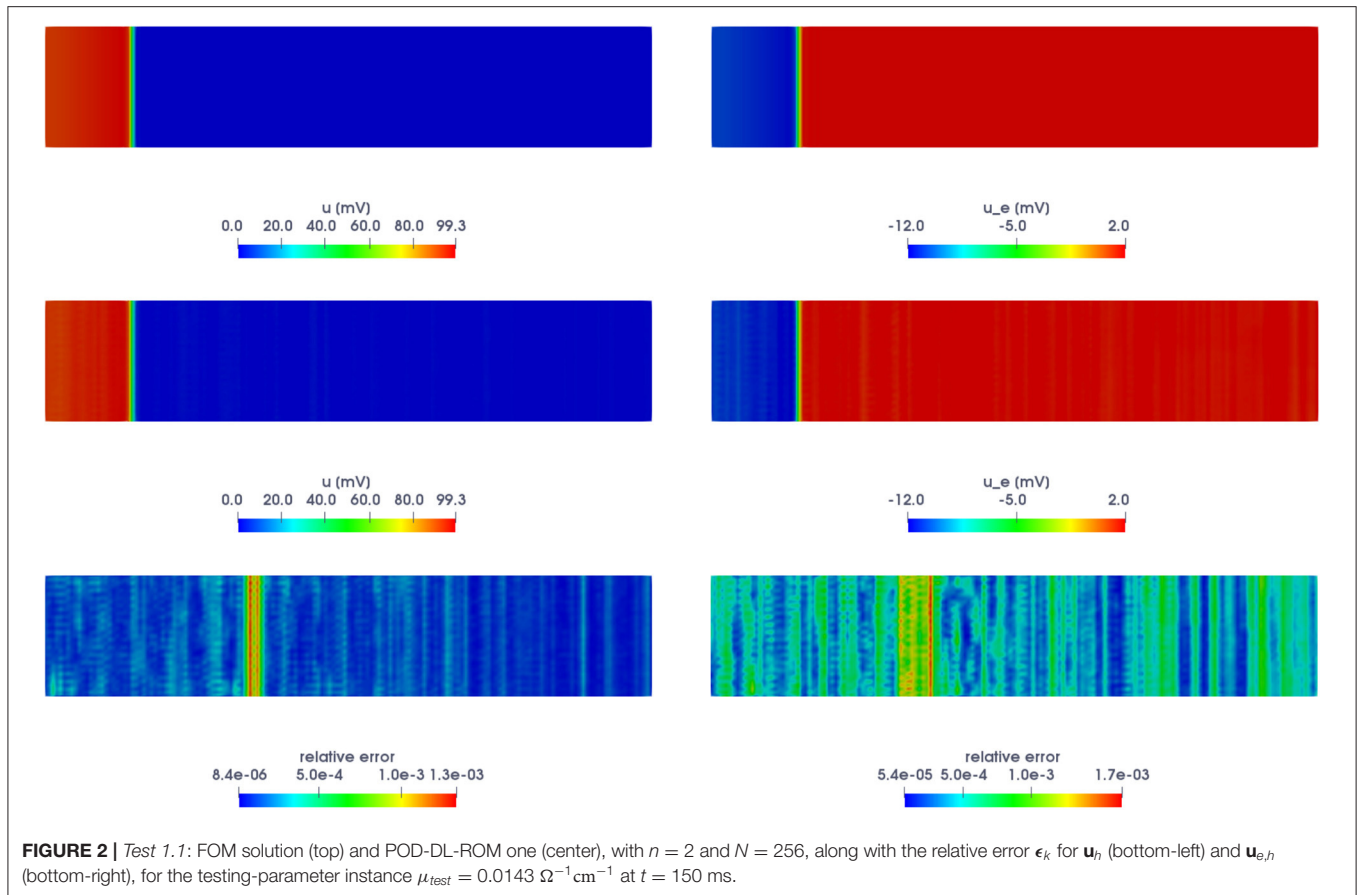 u (mV)
0.0 20.0 40.0 60.0 80.0 99.3
u_e (mV)
-12.0 -5.0 2.0
u (mV)
0.0 20.0 40.0 60.0 80.0 99.3
u_e (mV)
-12.0 -5.0 2.0
relative error
8.4e-06 5.0e-4 1.0e-3 1.3e-03
relative error
5.4e-05 5.0e-4 1.0e-3 1.7e-03
FIGURE 2 | Test 1.1: FOM solution (top) and POD-DL-ROM one (center), with n = 2 and N = 256, along with the relative error ϵₖ for u_h (bottom-left) and u_{e,h}
(bottom-right), for the testing-parameter instance μ_{test} = 0.0143 Ω⁻¹cm⁻¹ at t = 150 ms.